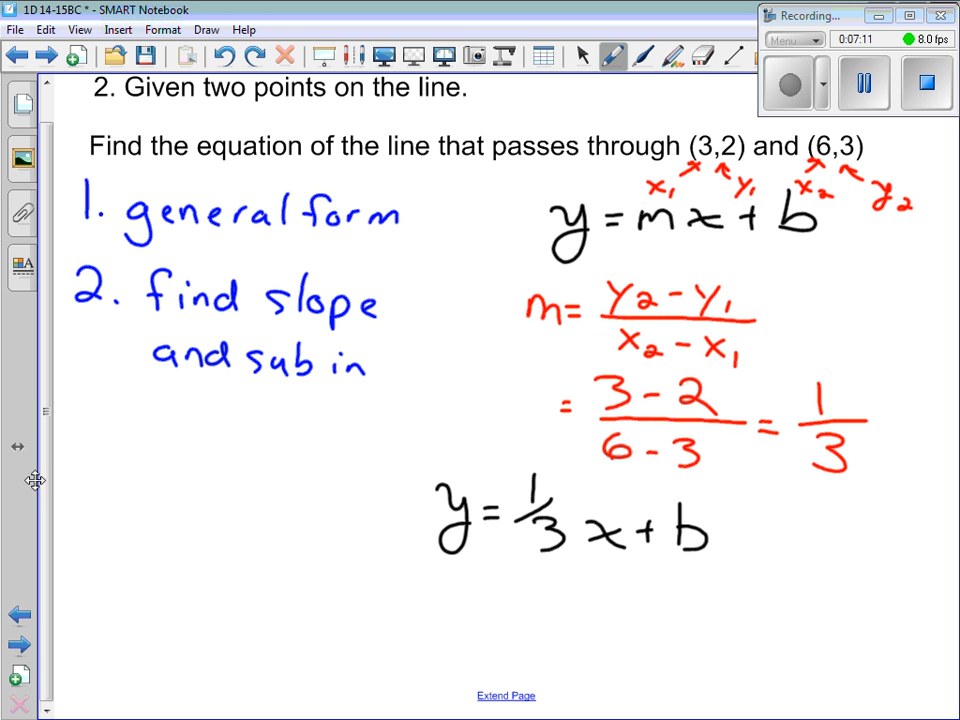 1D 14-15BC * - SMART Notebook
Recording...
File Edit View Insert Format Draw Help
Menu 0:07:11 8.0 fps
2. Given two points on the line.
Find the equation of the line that passes through (3,2) and (6,3)
x₁ y₁ x₂ y₂
1. general form
y = mx + b
2. find slope
and sub in
m = (y₂ - y₁)/(x₂ - x₁)
= (3 - 2)/(6 - 3) = 1/3
y = 1/3 x + b
Extend Page